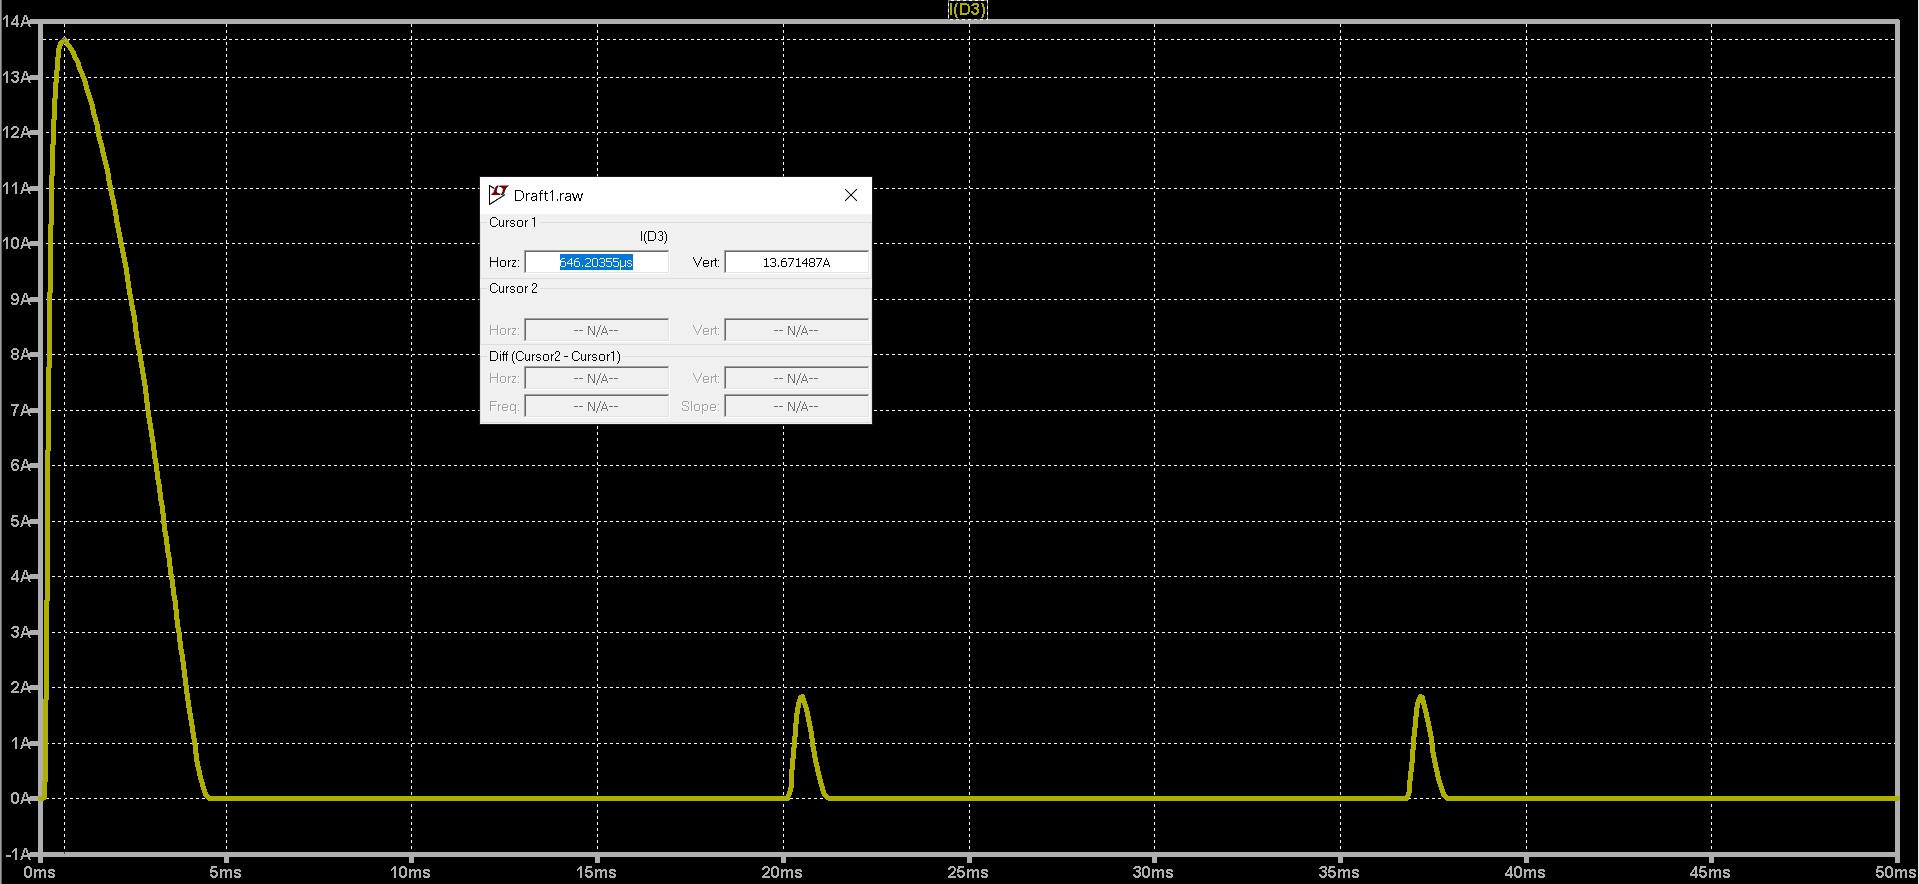 I(D3)
14A
13A
12A
11A
10A
9A
8A
7A
6A
5A
4A
3A
2A
1A
0A
-1A
Draft1.raw
Cursor 1
I(D3)
Horz: 646.20355µs Vert: 13.671487A
Cursor 2
Horz: -- N/A-- Vert: -- N/A--
Diff (Cursor2 - Cursor1)
Horz: -- N/A-- Vert: -- N/A--
Freq: -- N/A-- Slope: -- N/A--
0ms 5ms 10ms 15ms 20ms 25ms 30ms 35ms 40ms 45ms 50ms